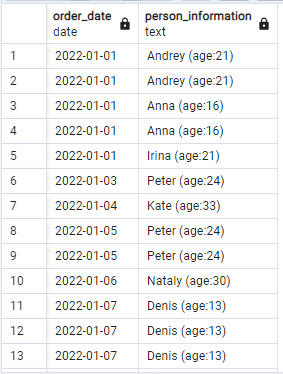 order_date person_information
date text
1 2022-01-01 Andrey (age:21)
2 2022-01-01 Andrey (age:21)
3 2022-01-01 Anna (age:16)
4 2022-01-01 Anna (age:16)
5 2022-01-01 Irina (age:21)
6 2022-01-03 Peter (age:24)
7 2022-01-04 Kate (age:33)
8 2022-01-05 Peter (age:24)
9 2022-01-05 Peter (age:24)
10 2022-01-06 Nataly (age:30)
11 2022-01-07 Denis (age:13)
12 2022-01-07 Denis (age:13)
13 2022-01-07 Denis (age:13)